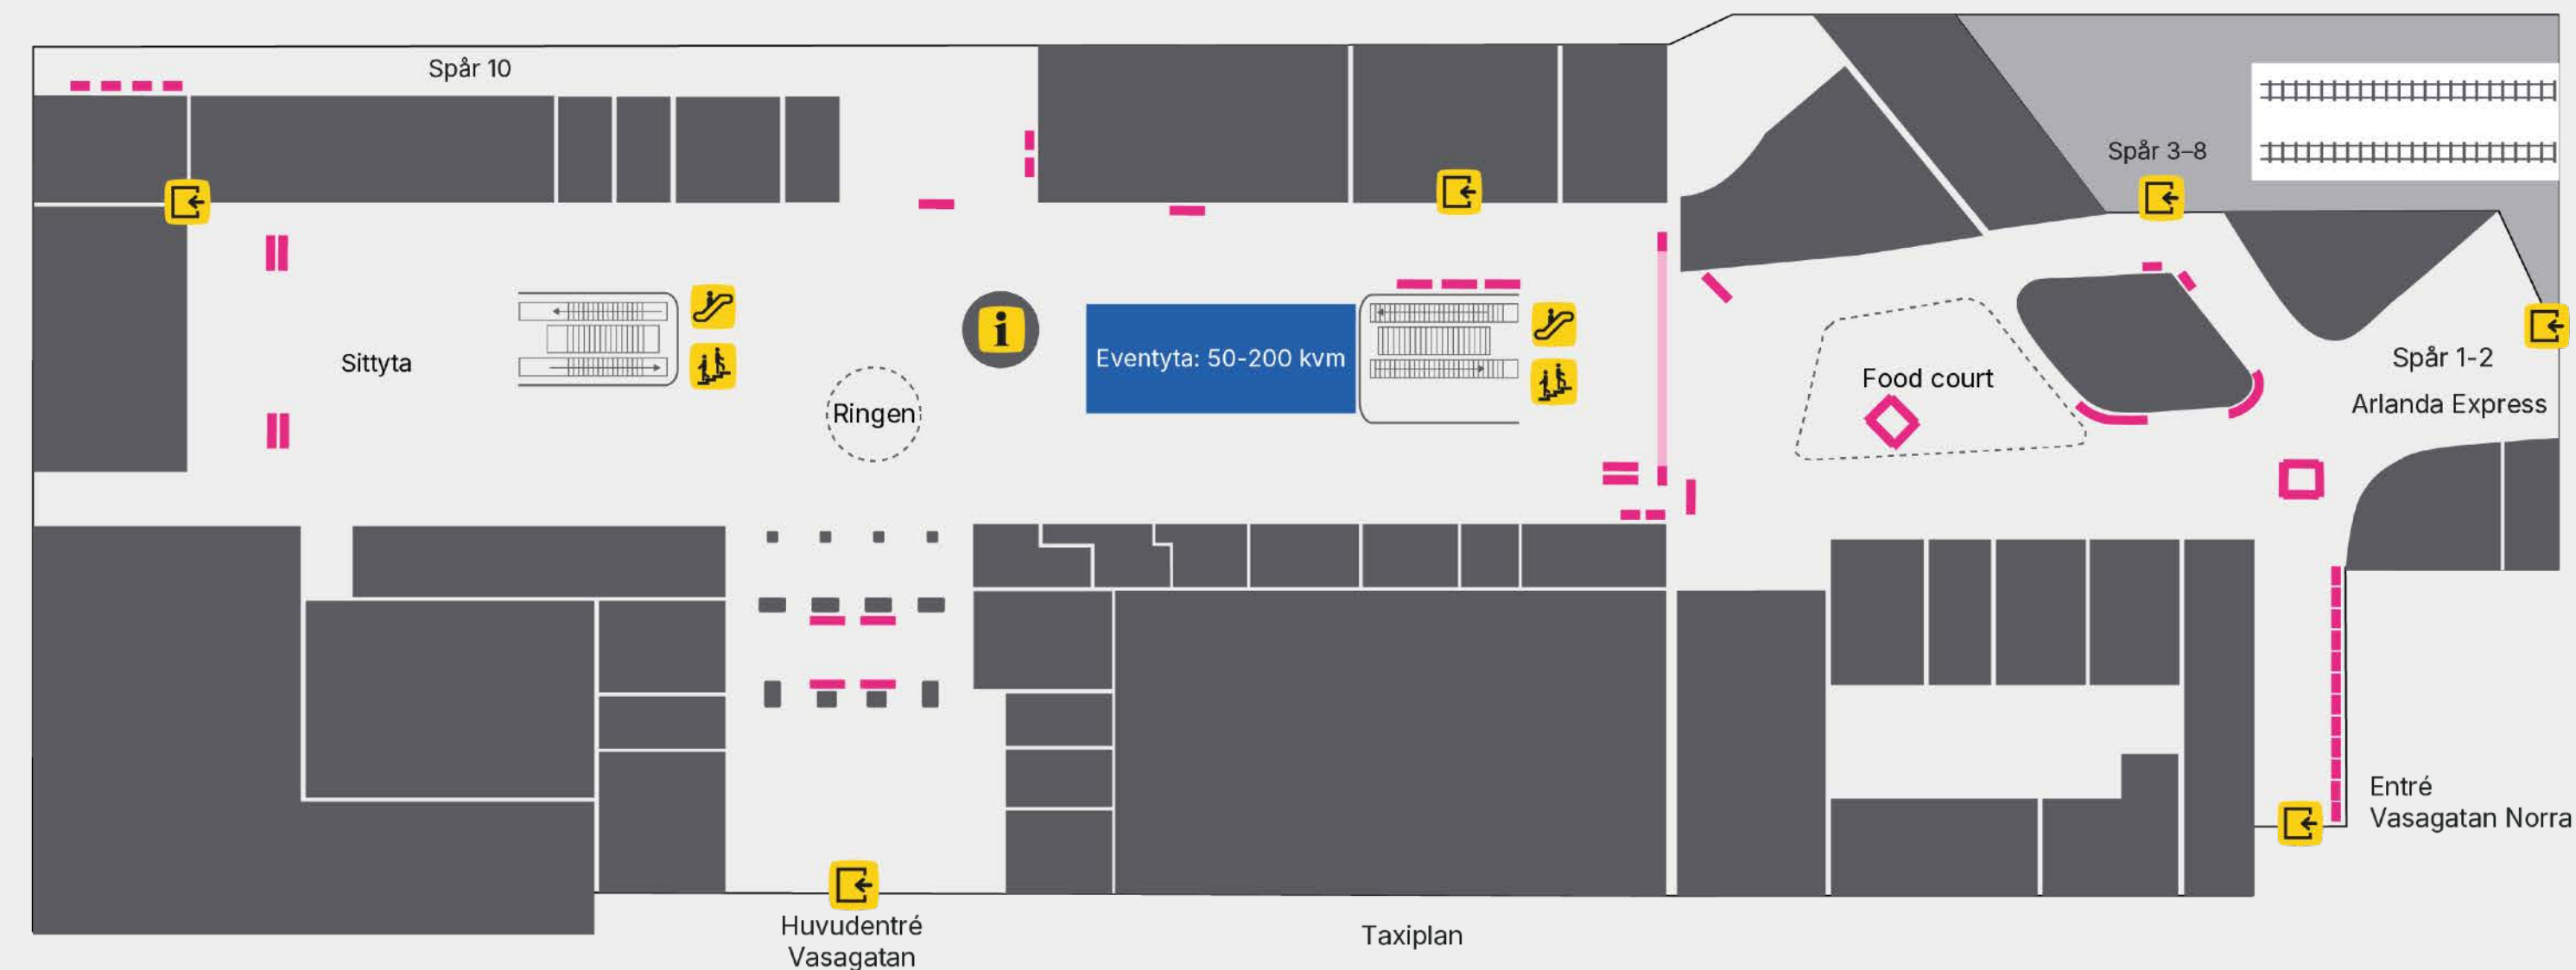 Spår 10
Spår 3–8
Sittyta
Ringen
Eventyta: 50-200 kvm
Food court
Spår 1-2
Arlanda Express
Entré
Vasagatan Norra
Huvudentré
Vasagatan
Taxiplan